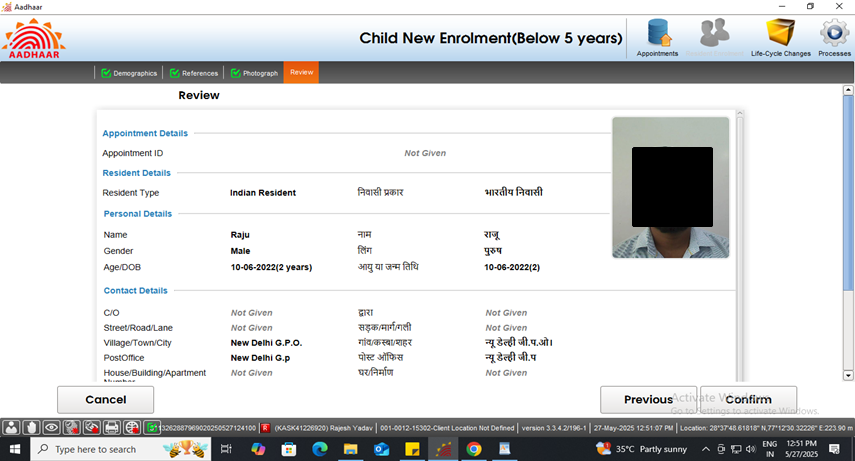 Aadhaar
AADHAAR
Child New Enrolment(Below 5 years)
Appointments
Life-Cycle Changes
Processes
Demographics
References
Photograph
Review
Review
Appointment Details
Appointment ID Not Given
Resident Details
Resident Type Indian Resident निवासी प्रकार भारतीय निवासी
Personal Details
Name Raju नाम राजू
Gender Male लिंग पुरुष
Age/DOB 10-06-2022(2 years) आयु या जन्म तिथि 10-06-2022(2)
Contact Details
C/O Not Given द्वारा Not Given
Street/Road/Lane Not Given सड़क/मार्ग/गली Not Given
Village/Town/City New Delhi G.P.O. गांव/कस्बा/शहर न्यू डेल्ही जी.प.ओ।
PostOffice New Delhi G.p पोस्ट ऑफिस न्यू डेल्ही जी.प
House/Building/Apartment Not Given घर/निर्माण Not Given
Number
Cancel Previous Confirm
Activate Windows
Go to Settings to activate Windows.
R (KASK41226920) Rajesh Yadav 001-0012-15302-Client Location Not Defined version 3.3.4.2/196-1 27-May-2025 12:51:07 PM Location: 28°37'48.61818" N,77°12'30.32226" E:223.90 m
Type here to search 35°C Partly sunny ENG 12:51 PM
IN 5/27/2025